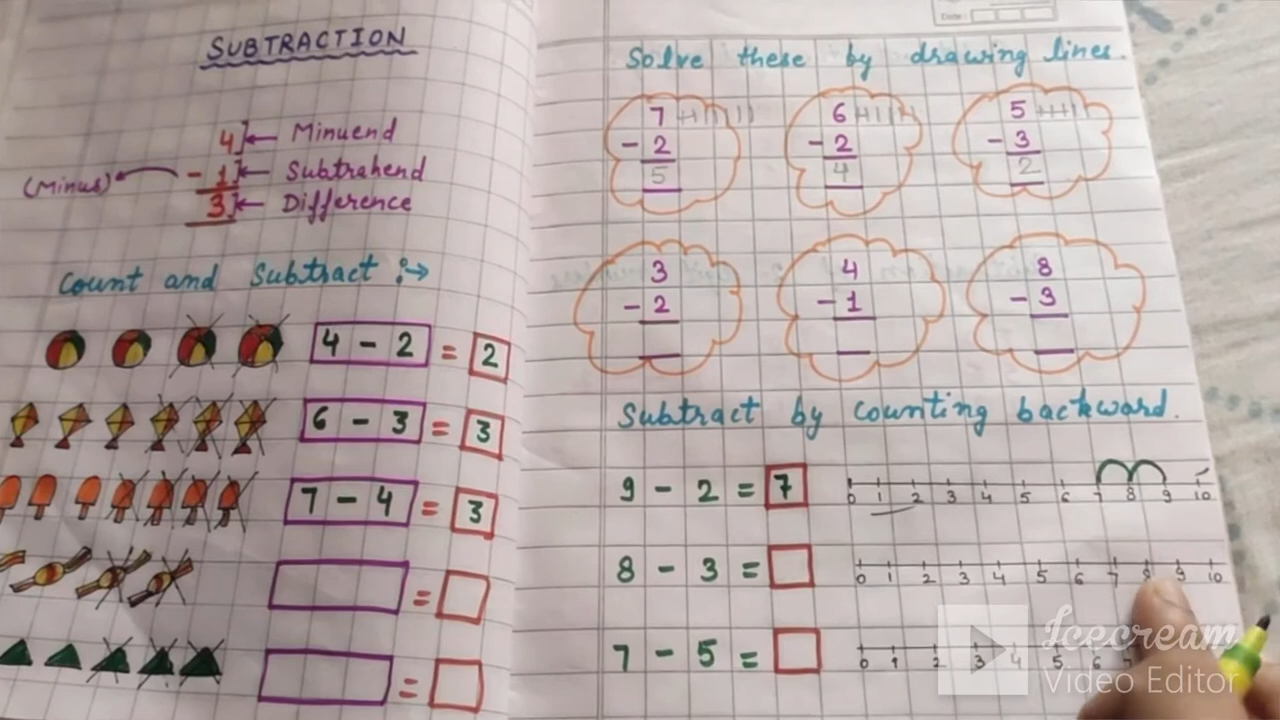 SUBTRACTION
4 ← Minuend
(Minus) ← - 1 ← Subtrahend
3 ← Difference
Count and Subtract :→
4 - 2 = 2
6 - 3 = 3
7 - 4 = 3
=
=
Date :
Solve these by drawing lines.
7 6 5
- 2 - 2 - 3
5 4 2
3 4 8
- 2 - 1 - 3
Subtract by counting backward.
9 - 2 = 7 0 1 2 3 4 5 6 7 8 9 10
8 - 3 = 0 1 2 3 4 5 6 7 8 9 10
7 - 5 = 0 1 2 3 4 5 6 7
Icecream
Video Editor